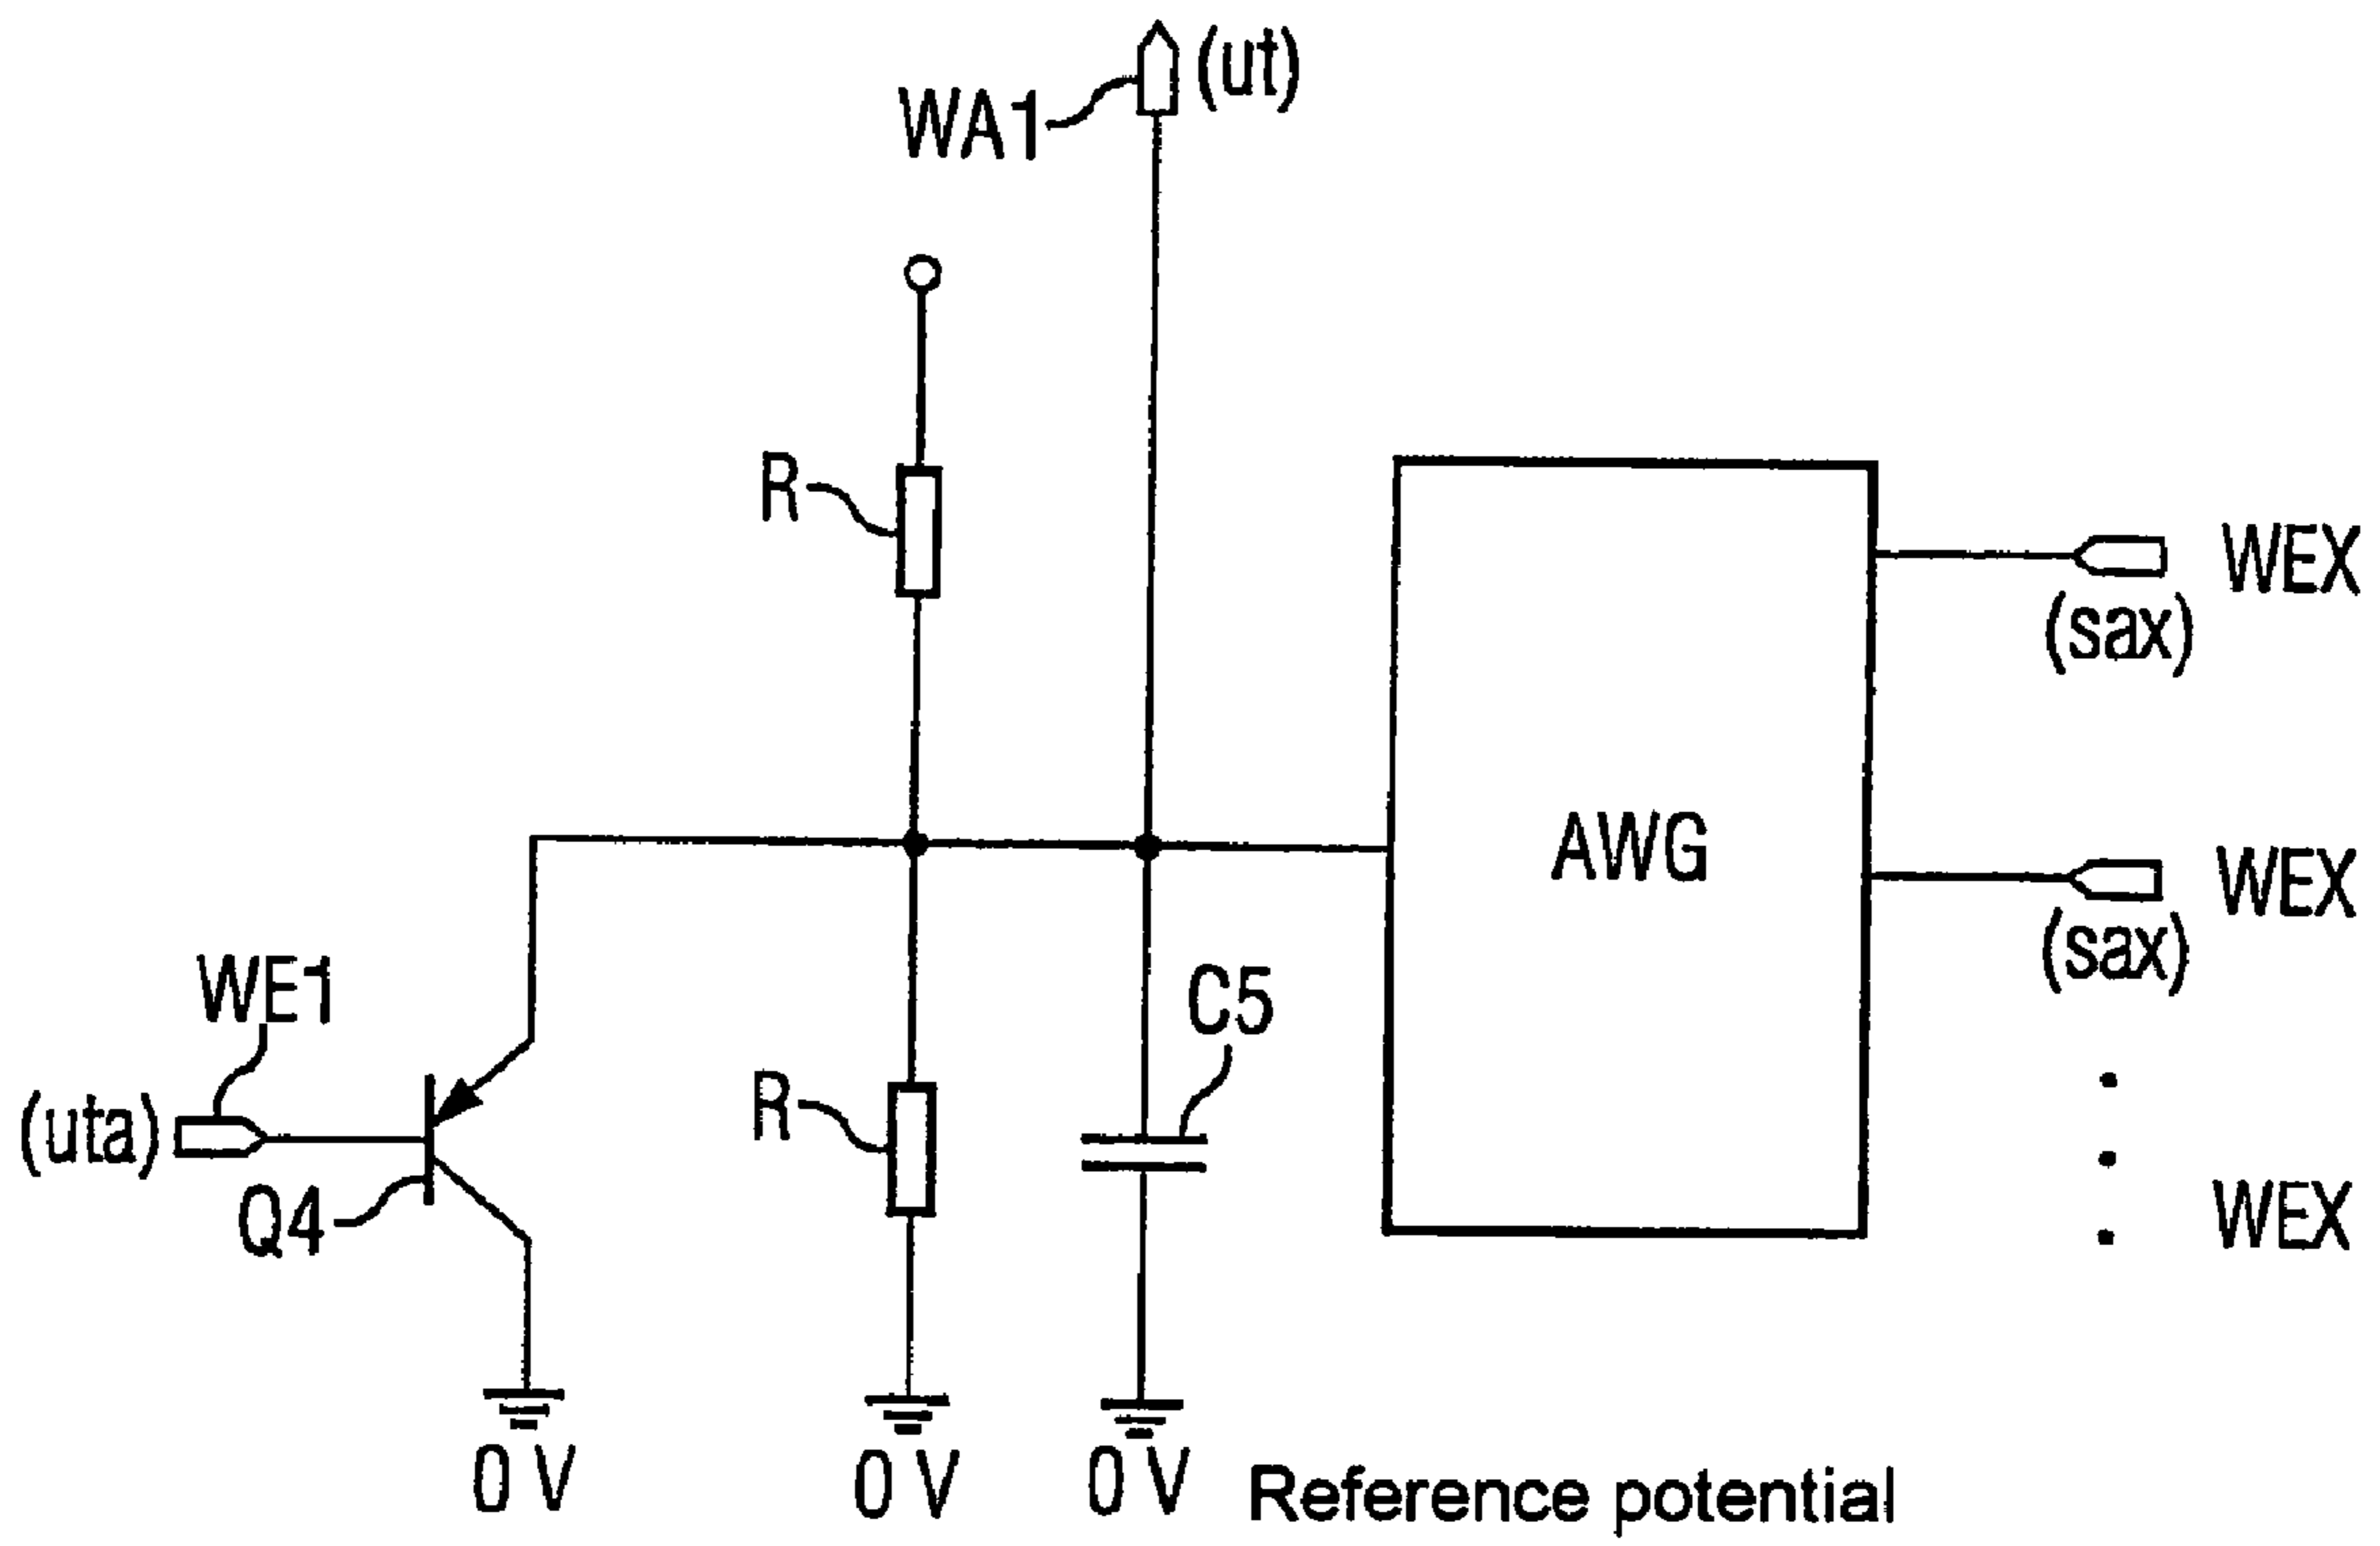 (ut)
WA1
R
WEX
(sax)
AWG
WEX
(sax)
WE1
C5
(uta)
R
Q4
WEX
0 V
0 V
0 V Reference potential